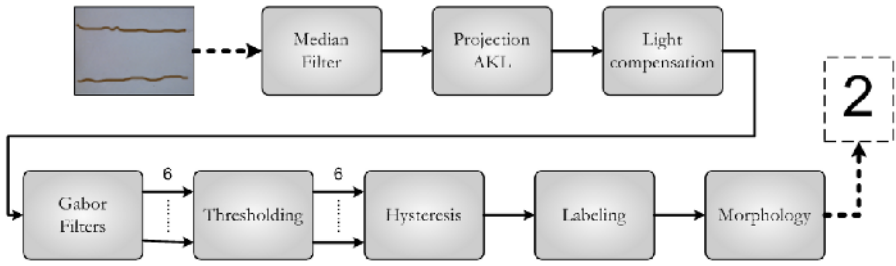 Median
Filter
Projection
AKL
Light
compensation
2
Gabor
Filters
6
Thresholding
6
Hysteresis
Labeling
Morphology